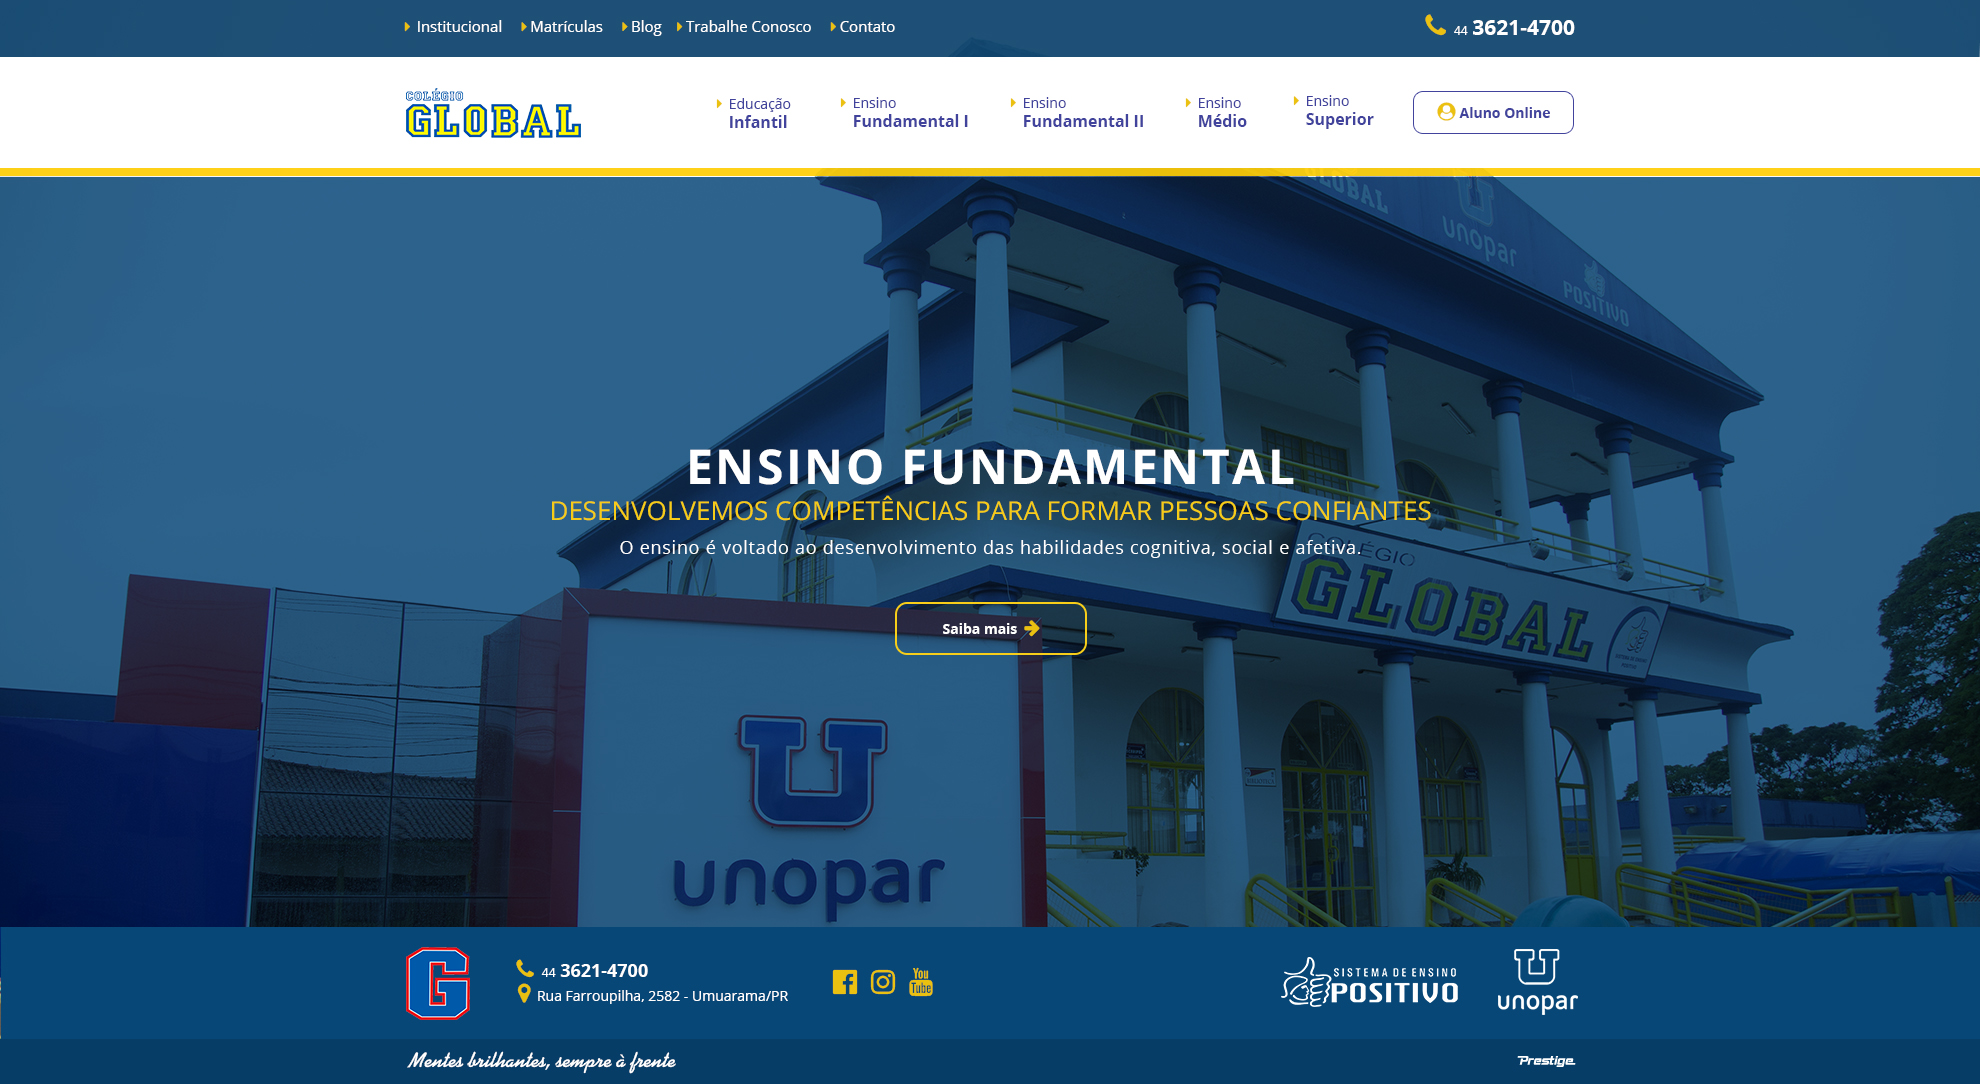 Institucional Matrículas Blog Trabalhe Conosco Contato 44 3621-4700
COLÉGIO
GLOBAL
Educação
Infantil
Ensino
Fundamental I
Ensino
Fundamental II
Ensino
Médio
Ensino
Superior
Aluno Online
GLOBAL
unopar
POSITIVO
ENSINO FUNDAMENTAL
DESENVOLVEMOS COMPETÊNCIAS PARA FORMAR PESSOAS CONFIANTES
O ensino é voltado ao desenvolvimento das habilidades cognitiva, social e afetiva.
COLÉGIO
GLOBAL
Saiba mais
unopar
G
44 3621-4700
Rua Farroupilha, 2582 - Umuarama/PR
You
Tube
SISTEMA DE ENSINO
POSITIVO
unopar
Mentes brilhantes, sempre à frente
Prestige